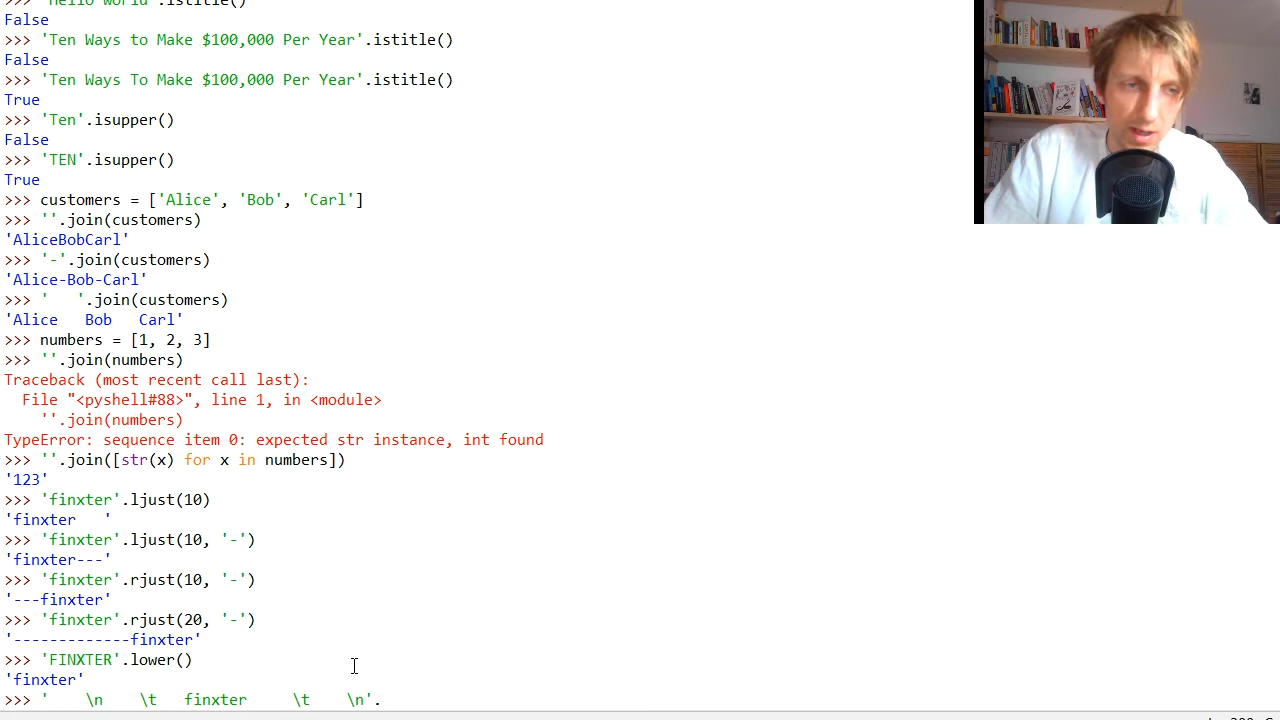 >>> 'Hello world'.istitle()
False
>>> 'Ten Ways to Make $100,000 Per Year'.istitle()
False
>>> 'Ten Ways To Make $100,000 Per Year'.istitle()
True
>>> 'Ten'.isupper()
False
>>> 'TEN'.isupper()
True
>>> customers = ['Alice', 'Bob', 'Carl']
>>> ''.join(customers)
'AliceBobCarl'
>>> '-'.join(customers)
'Alice-Bob-Carl'
>>> '   '.join(customers)
'Alice   Bob   Carl'
>>> numbers = [1, 2, 3]
>>> ''.join(numbers)
Traceback (most recent call last):
  File "<pyshell#88>", line 1, in <module>
    ''.join(numbers)
TypeError: sequence item 0: expected str instance, int found
>>> ''.join([str(x) for x in numbers])
'123'
>>> 'finxter'.ljust(10)
'finxter   '
>>> 'finxter'.ljust(10, '-')
'finxter---'
>>> 'finxter'.rjust(10, '-')
'---finxter'
>>> 'finxter'.rjust(20, '-')
'-------------finxter'
>>> 'FINXTER'.lower()
'finxter'
>>> '    \n    \t   finxter     \t    \n'.